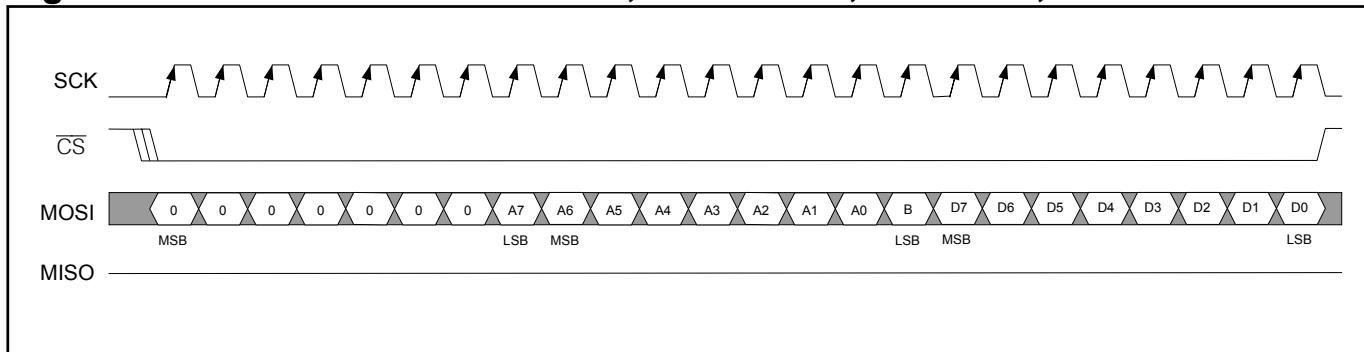 SCK
CS
MOSI 0 0 0 0 0 0 0 A7 A6 A5 A4 A3 A2 A1 A0 B D7 D6 D5 D4 D3 D2 D1 D0
MSB LSB MSB LSB MSB LSB
MISO